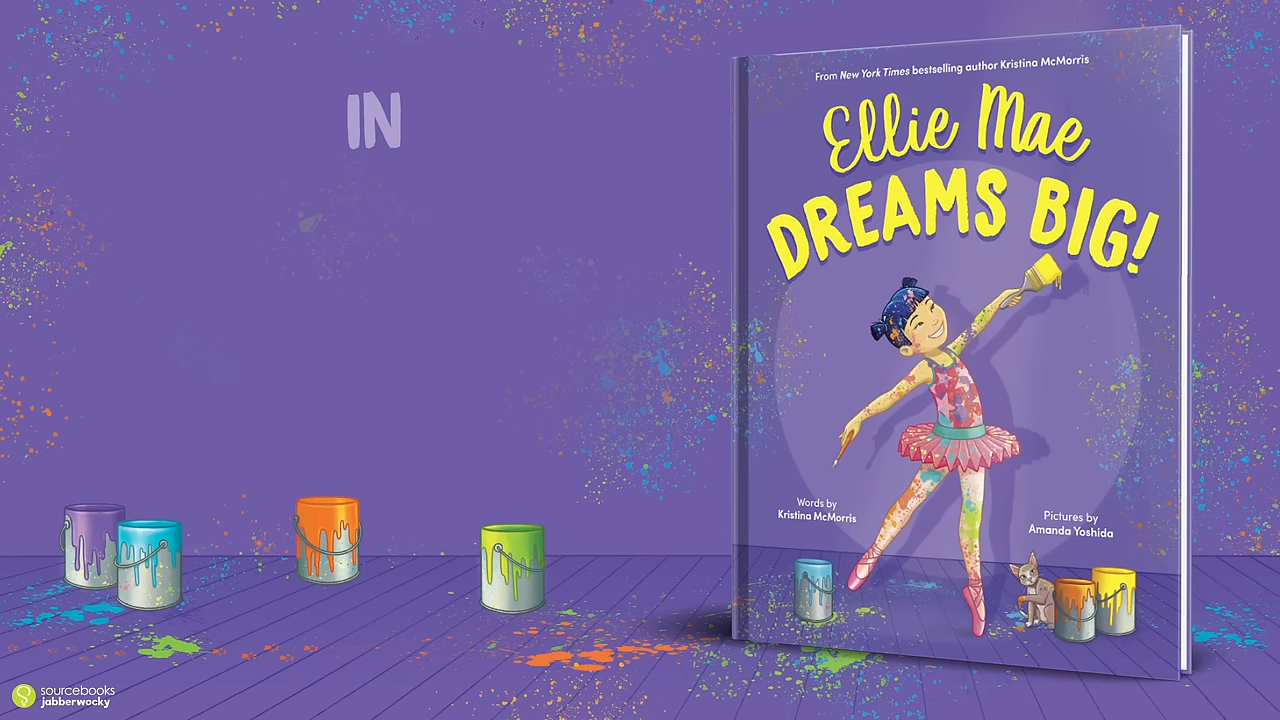 IN
From New York Times bestselling author Kristina McMorris
Ellie Mae
DREAMS BIG!
Words by
Kristina McMorris
Pictures by
Amanda Yoshida
sourcebooks
jabberwocky